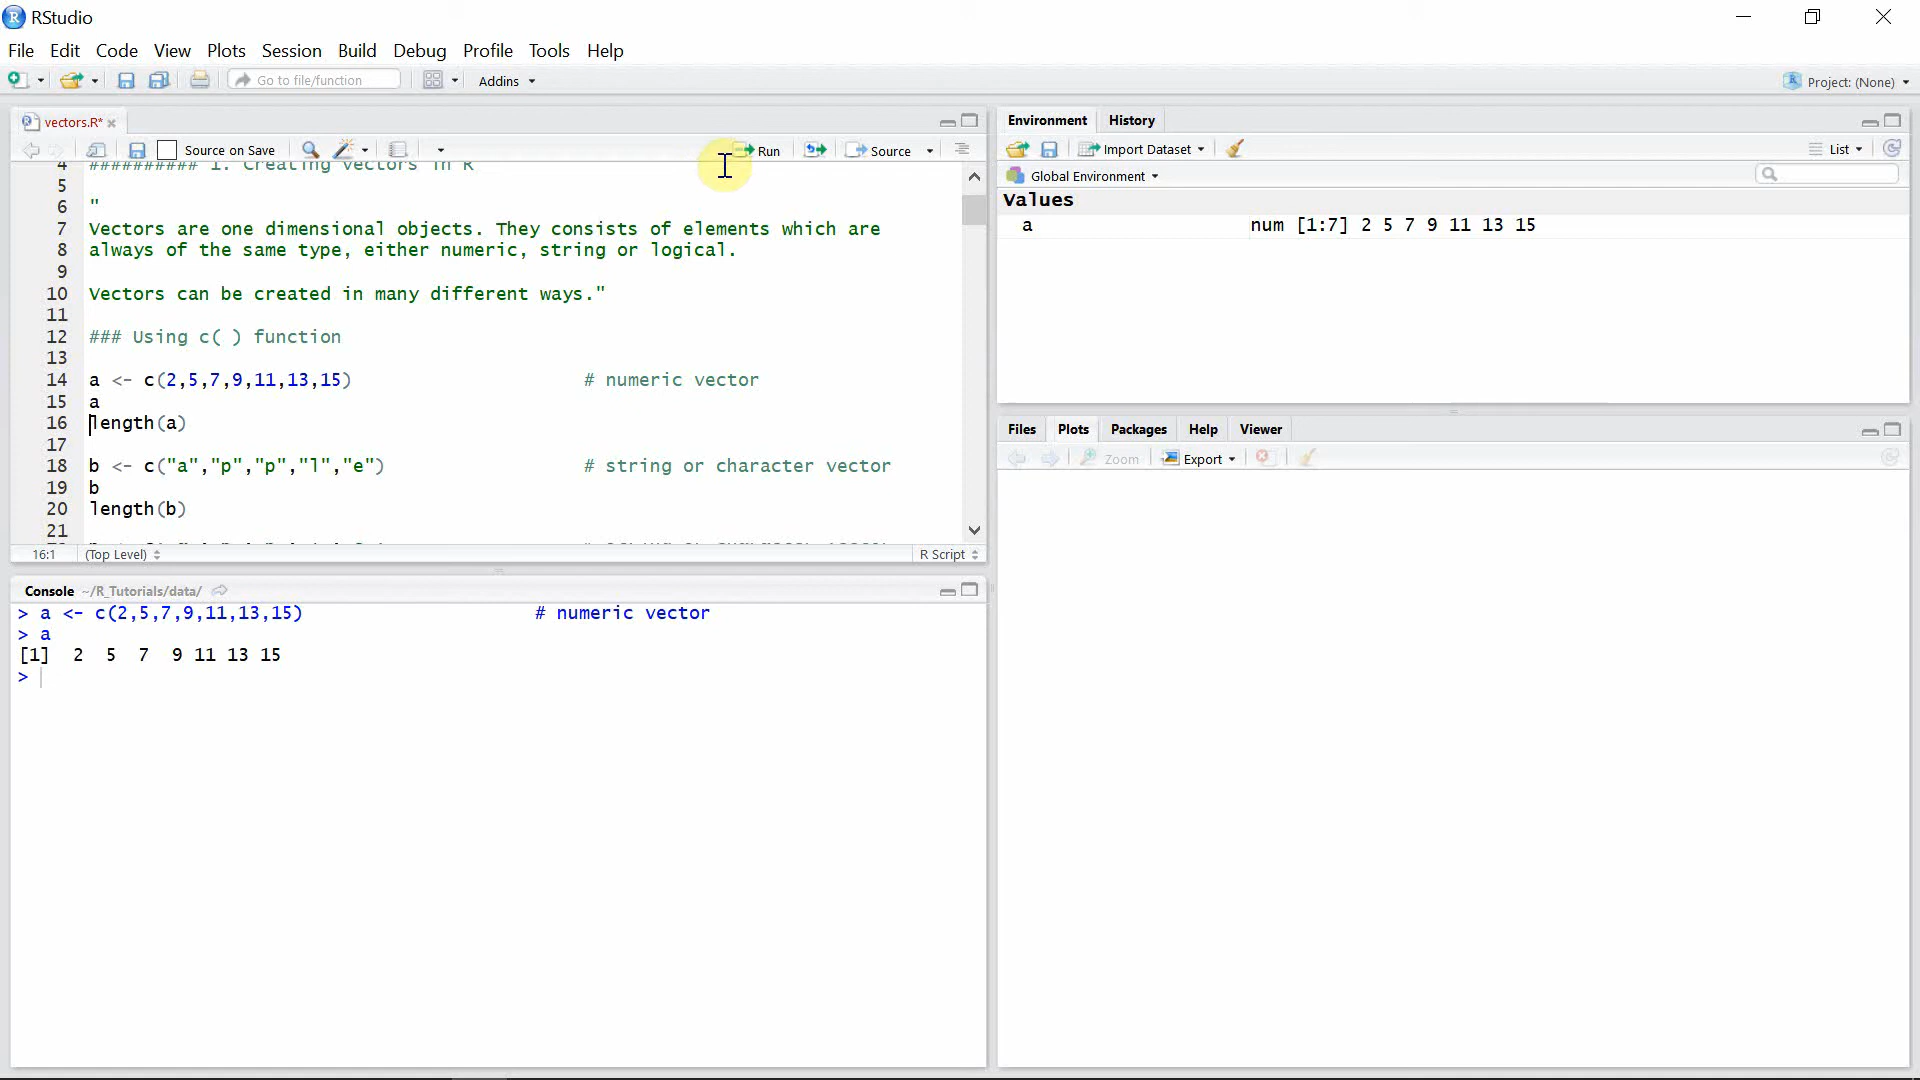 RStudio
File Edit Code View Plots Session Build Debug Profile Tools Help
Go to file/function Addins Project: (None)
vectors.R*
Source on Save Run Source
4 ########## 1. Creating Vectors in R
5
6 "
7 Vectors are one dimensional objects. They consists of elements which are
8 always of the same type, either numeric, string or logical.
9
10 Vectors can be created in many different ways."
11
12 ### Using c( ) function
13
14 a <- c(2,5,7,9,11,13,15) # numeric vector
15 a
16 length(a)
17
18 b <- c("a","p","p","l","e") # string or character vector
19 b
20 length(b)
21
16:1 (Top Level) R Script
Console ~/R_Tutorials/data/
> a <- c(2,5,7,9,11,13,15) # numeric vector
> a
[1] 2 5 7 9 11 13 15
>
Environment History
Import Dataset List
Global Environment
Values
a num [1:7] 2 5 7 9 11 13 15
Files Plots Packages Help Viewer
Zoom Export